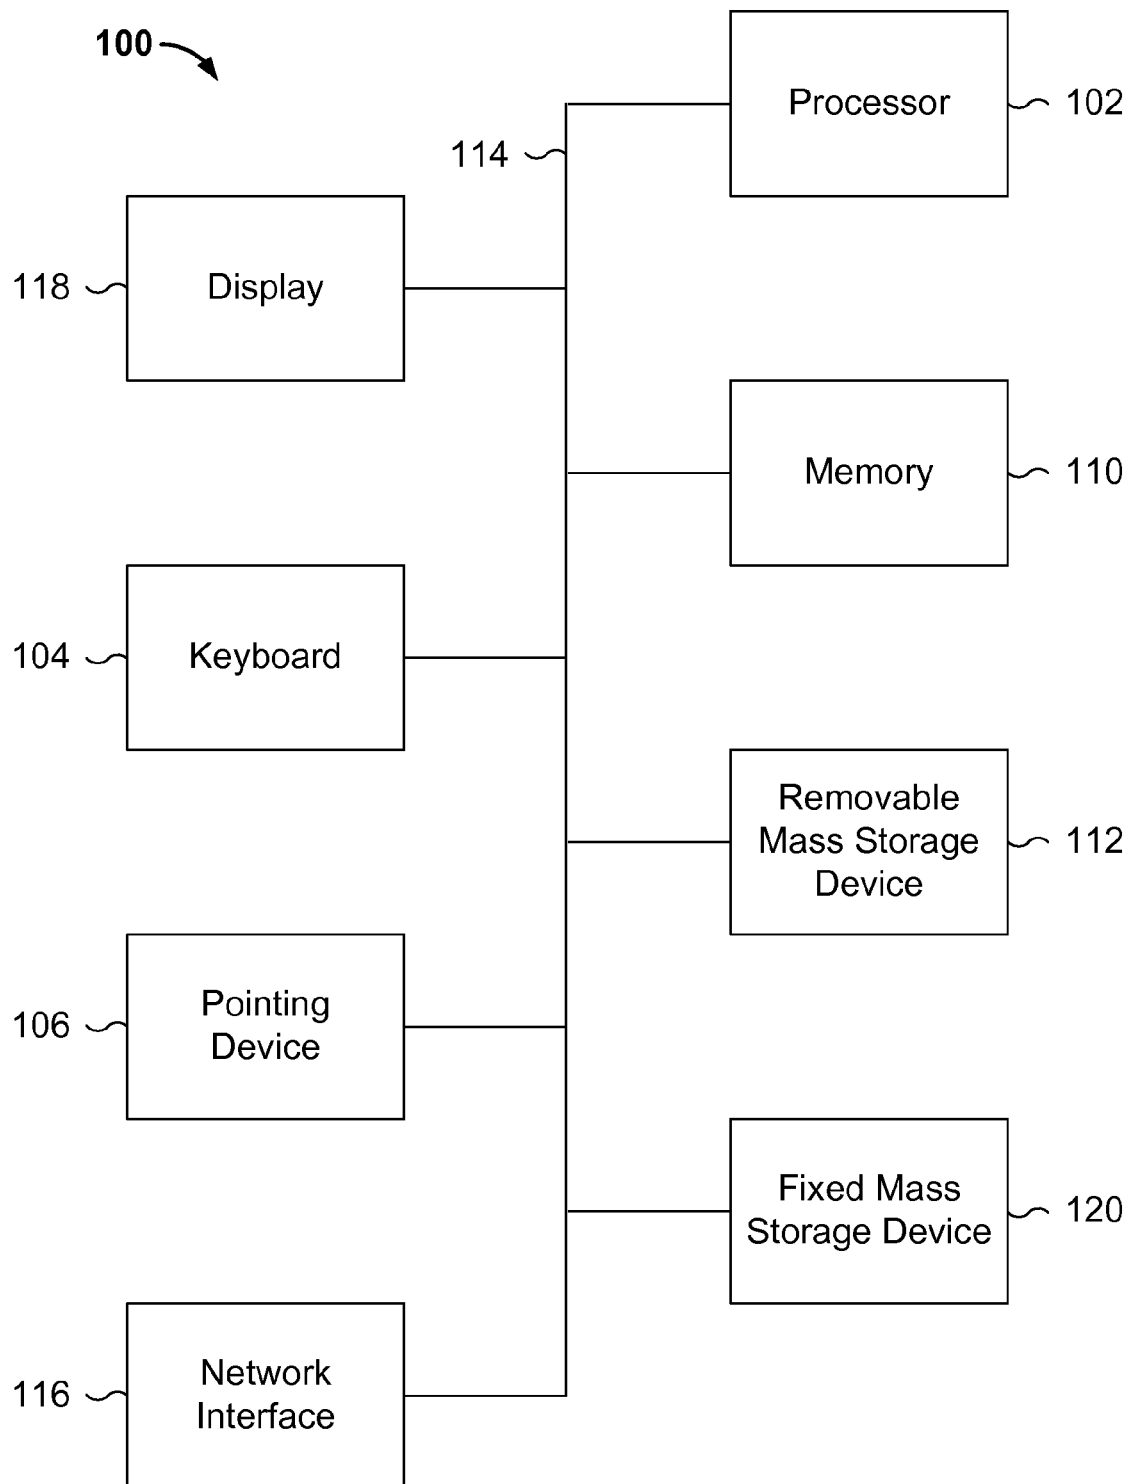 100
Processor
102
114
118
Display
Memory
110
104
Keyboard
Removable
Mass Storage
Device
112
106
Pointing
Device
Fixed Mass
Storage Device
120
116
Network
Interface